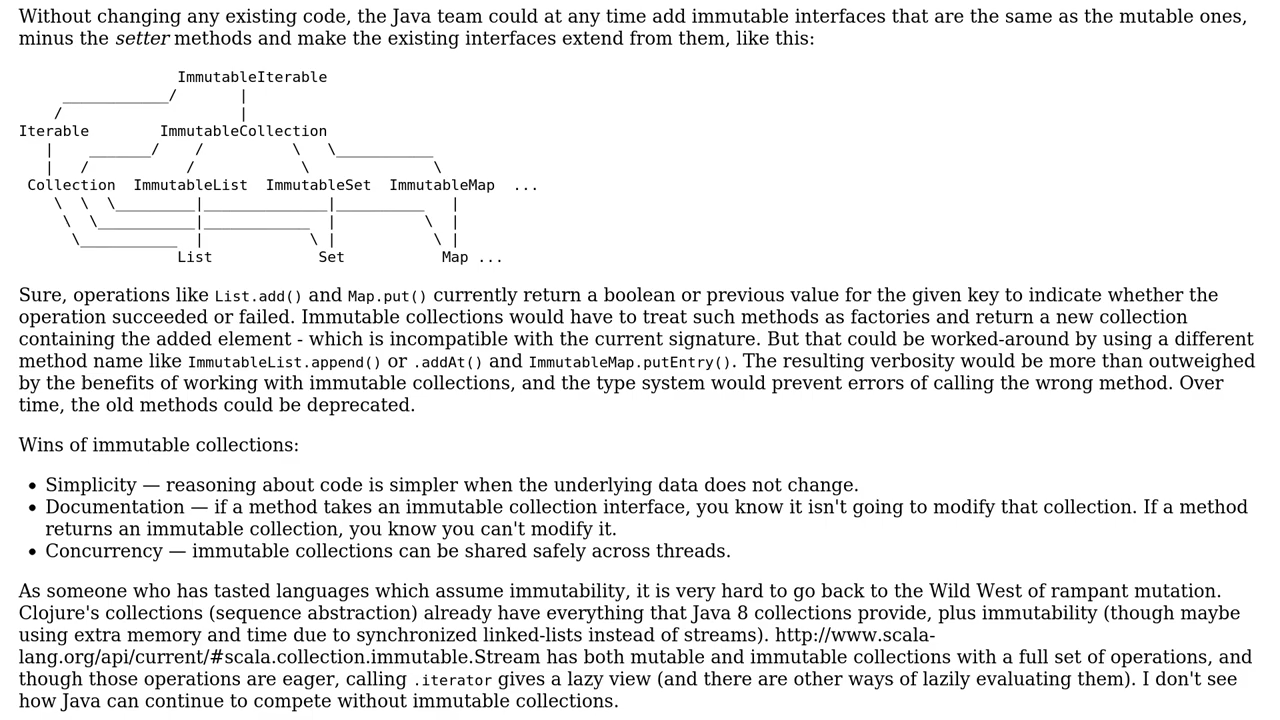 Without changing any existing code, the Java team could at any time add immutable interfaces that are the same as the mutable ones,
minus the setter methods and make the existing interfaces extend from them, like this:
                  ImmutableIterable
     ____________/       |
    /                    |
Iterable        ImmutableCollection
   |    _______/    /          \   \___________
   |   /           /            \              \
 Collection  ImmutableList  ImmutableSet  ImmutableMap  ...
    \  \  \_________|______________|__________   |
     \  \___________|____________  |          \  |
      \___________  |            \ |           \ |
                  List            Set           Map ...
Sure, operations like List.add() and Map.put() currently return a boolean or previous value for the given key to indicate whether the
operation succeeded or failed. Immutable collections would have to treat such methods as factories and return a new collection
containing the added element - which is incompatible with the current signature. But that could be worked-around by using a different
method name like ImmutableList.append() or .addAt() and ImmutableMap.putEntry(). The resulting verbosity would be more than outweighed
by the benefits of working with immutable collections, and the type system would prevent errors of calling the wrong method. Over
time, the old methods could be deprecated.
Wins of immutable collections:
• Simplicity — reasoning about code is simpler when the underlying data does not change.
• Documentation — if a method takes an immutable collection interface, you know it isn't going to modify that collection. If a method
returns an immutable collection, you know you can't modify it.
• Concurrency — immutable collections can be shared safely across threads.
As someone who has tasted languages which assume immutability, it is very hard to go back to the Wild West of rampant mutation.
Clojure's collections (sequence abstraction) already have everything that Java 8 collections provide, plus immutability (though maybe
using extra memory and time due to synchronized linked-lists instead of streams). http://www.scala-
lang.org/api/current/#scala.collection.immutable.Stream has both mutable and immutable collections with a full set of operations, and
though those operations are eager, calling .iterator gives a lazy view (and there are other ways of lazily evaluating them). I don't see
how Java can continue to compete without immutable collections.